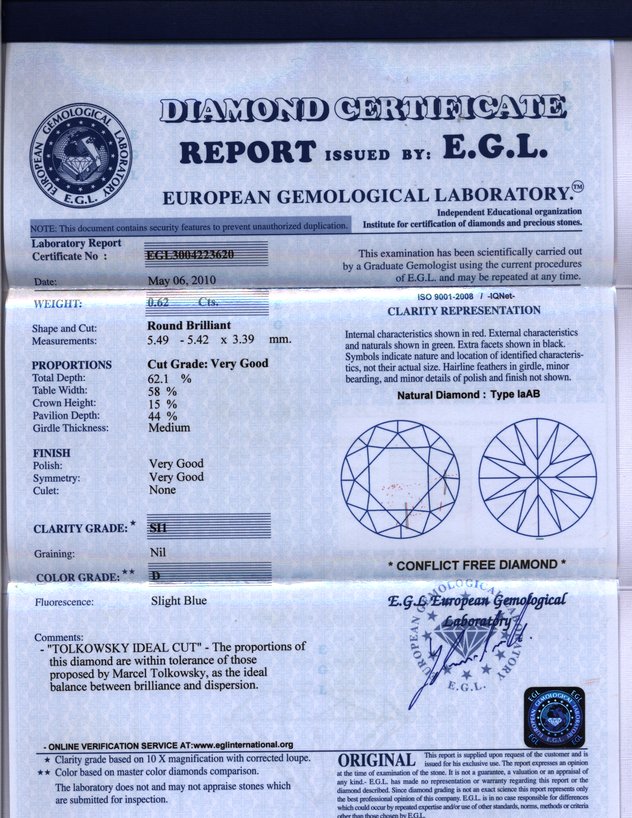 EUROPEAN GEMOLOGICAL LABORATORY
E.G.L.
DIAMOND CERTIFICATE
REPORT ISSUED BY: E.G.L.
EUROPEAN GEMOLOGICAL LABORATORY.™
Independent Educational organization
Institute for certification of diamonds and precious stones.
NOTE: This document contains security features to prevent unauthorized duplication.
Laboratory Report
Certificate No : EGL3004223620
Date: May 06, 2010
This examination has been scientifically carried out
by a Graduate Gemologist using the current procedures
of E.G.L. and may be repeated at any time.
WEIGHT: 0.62 Cts.
Shape and Cut: Round Brilliant
Measurements: 5.49 - 5.42 x 3.39 mm.
PROPORTIONS Cut Grade: Very Good
Total Depth: 62.1 %
Table Width: 58 %
Crown Height: 15 %
Pavilion Depth: 44 %
Girdle Thickness: Medium
FINISH
Polish: Very Good
Symmetry: Very Good
Culet: None
CLARITY GRADE: * SI1
Graining: Nil
COLOR GRADE: ** D
Fluorescence: Slight Blue
Comments:
- "TOLKOWSKY IDEAL CUT" - The proportions of
this diamond are within tolerance of those
proposed by Marcel Tolkowsky, as the ideal
balance between brilliance and dispersion.
ISO 9001-2008 / -IQNet-
CLARITY REPRESENTATION
Internal characteristics shown in red. External characteristics
and naturals shown in green. Extra facets shown in black.
Symbols indicate nature and location of identified characteris-
tics, not their actual size. Hairline feathers in girdle, minor
bearding, and minor details of polish and finish not shown.
Natural Diamond : Type IaAB
* CONFLICT FREE DIAMOND *
E.G.L European Gemological
Laboratory
EUROPEAN GEMOLOGICAL LABORATORY
E.G.L.
EGL EGL
E.G.L.
- ONLINE VERIFICATION SERVICE AT:www.eglinternational.org
★ Clarity grade based on 10 X magnification with corrected loupe.
★★ Color based on master color diamonds comparison.
The laboratory does not and may not appraise stones which
are submitted for inspection.
ORIGINAL This report is supplied upon request of the customer and is
issued for his exclusive use. The report expresses an opinion
at the time of examination of the stone. It is not a guarantee, a valuation or an appraisal of
any kind.- E.G.L. has made no representation or warranty regarding this report or the
diamond described. Since diamond grading is not an exact science this report represents only
the best professional opinion of this company. E.G.L. is in no case responsible for differences
which could occur by repeated expertise and/or use of other standards, norms, methods or criteria
other than those chosen by E.G.L.